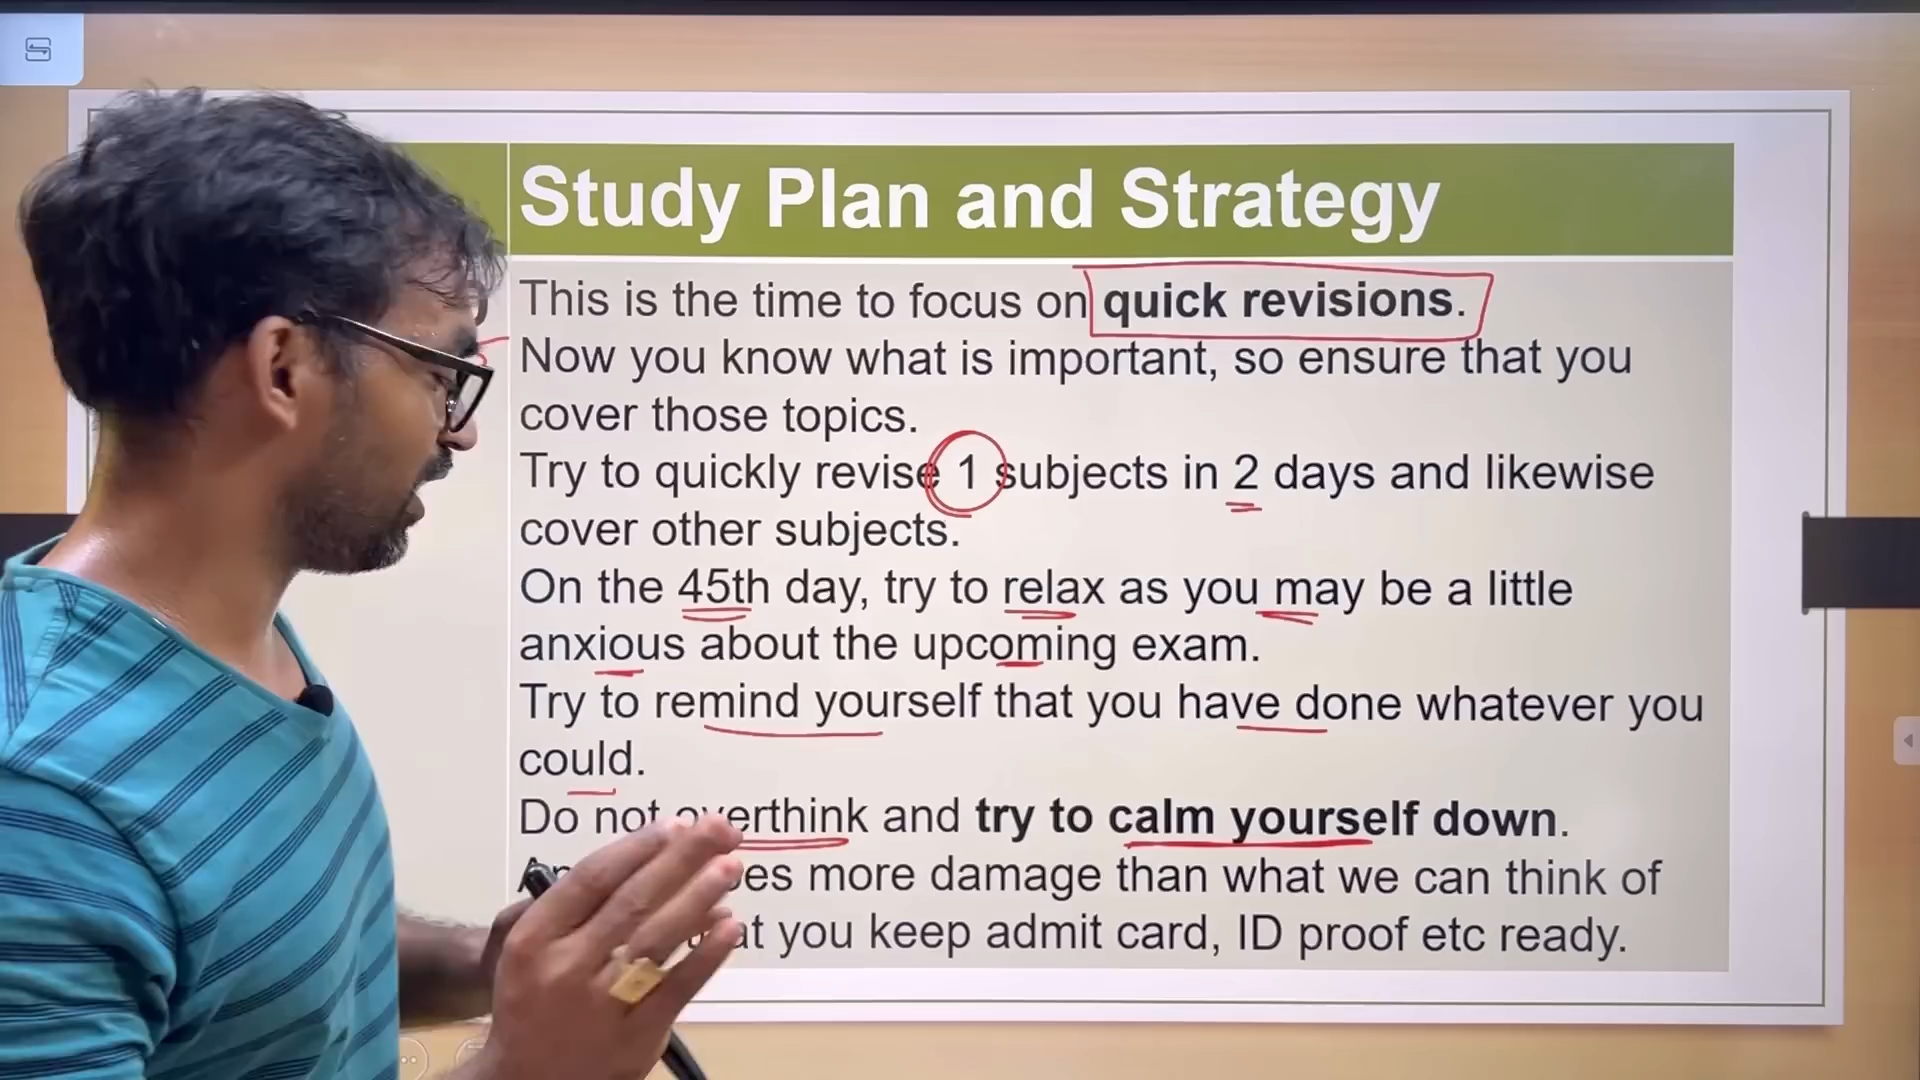 Study Plan and Strategy
This is the time to focus on quick revisions.
Now you know what is important, so ensure that you
cover those topics.
Try to quickly revise 1 subjects in 2 days and likewise
cover other subjects.
On the 45th day, try to relax as you may be a little
anxious about the upcoming exam.
Try to remind yourself that you have done whatever you
could.
Do not overthink and try to calm yourself down.
more damage than what we can think of
you keep admit card, ID proof etc ready.